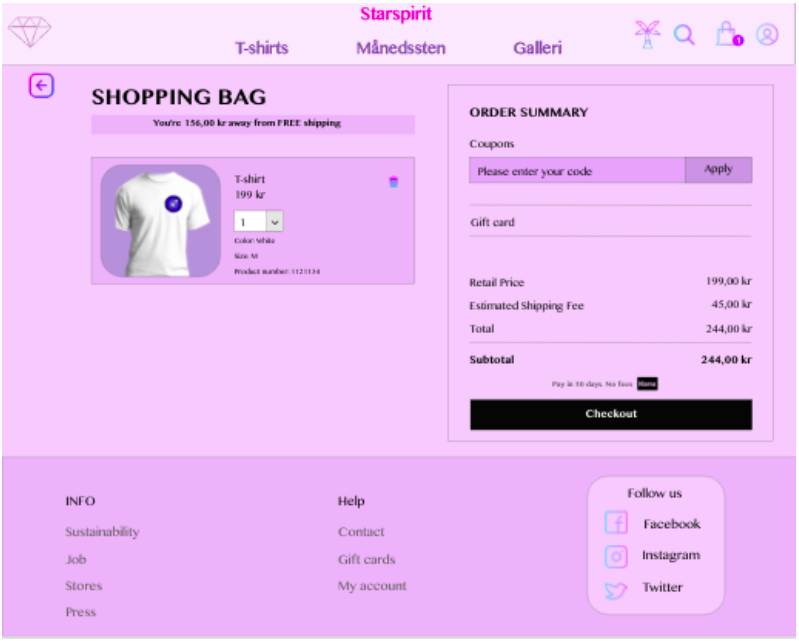 Starspirit
T-shirts Månedssten Galleri
1
SHOPPING BAG
You're 156,00 kr away from FREE shipping
T-shirt
199 kr
1
Color: White
Size: M
Product number: 1121134
ORDER SUMMARY
Coupons
Please enter your code Apply
Gift card
Retail Price 199,00 kr
Estimated Shipping Fee 45,00 kr
Total 244,00 kr
Subtotal 244,00 kr
Pay in 30 days. No fees
Checkout
INFO
Sustainability
Job
Stores
Press
Help
Contact
Gift cards
My account
Follow us
Facebook
Instagram
Twitter